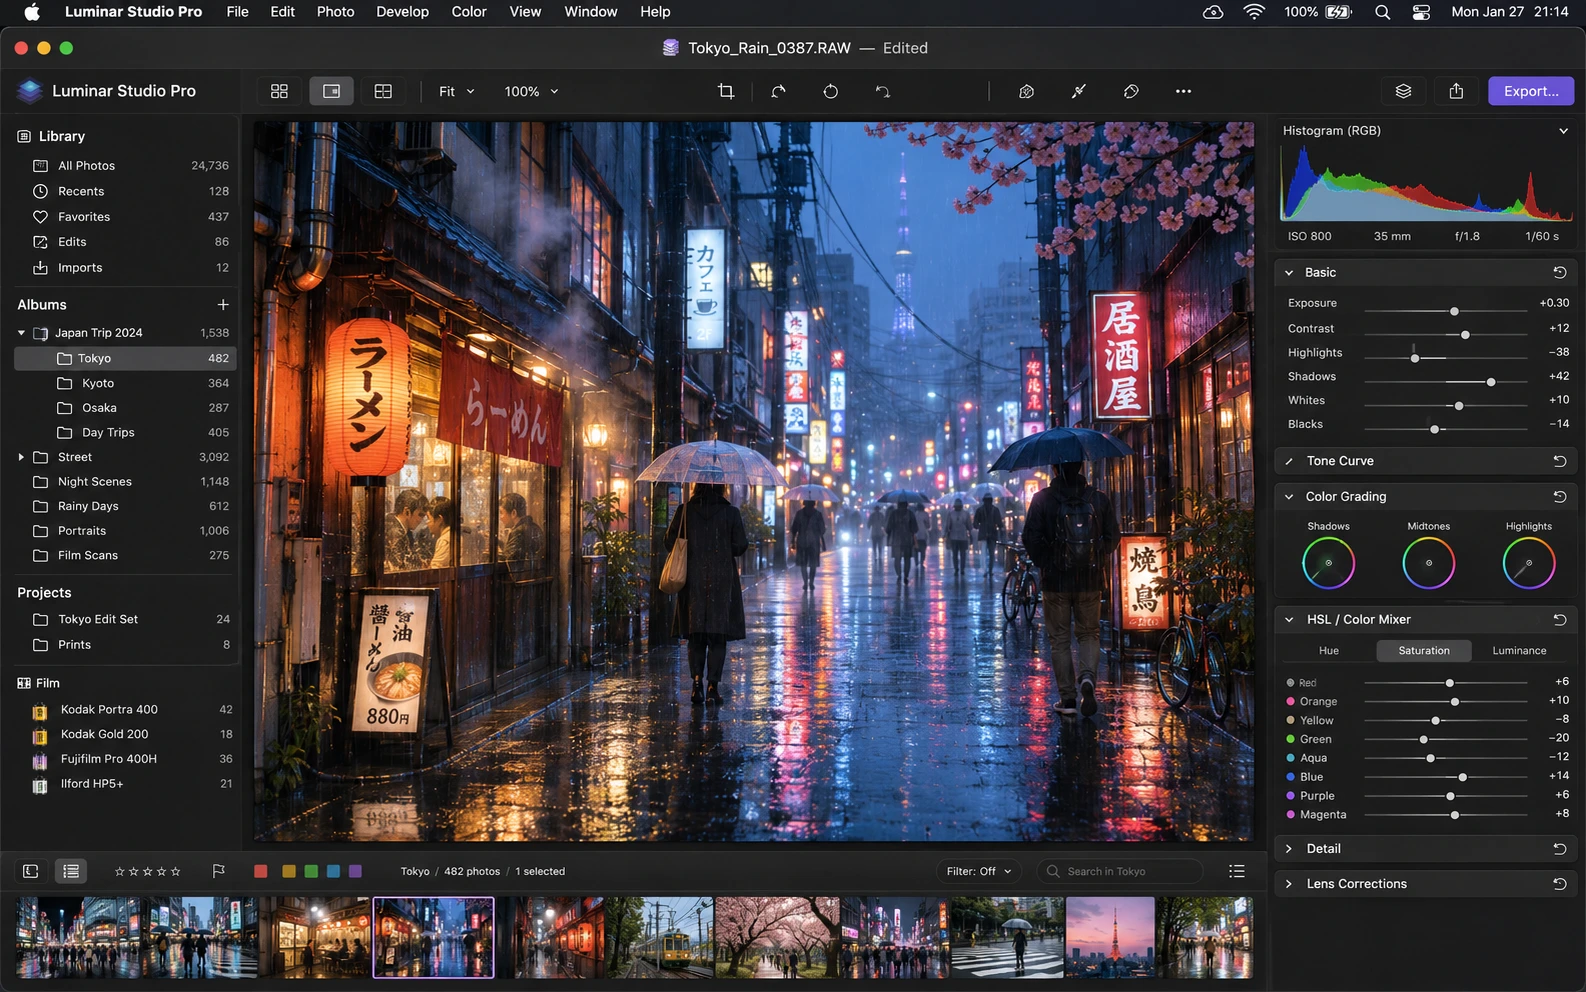 Luminar Studio Pro File Edit Photo Develop Color View Window Help 100% Mon Jan 27 21:14
Tokyo_Rain_0387.RAW — Edited
Luminar Studio Pro
Fit 100% Export...
Library
All Photos 24,736
Recents 128
Favorites 437
Edits 86
Imports 12
Albums
Japan Trip 2024 1,538
Tokyo 482
Kyoto 364
Osaka 287
Day Trips 405
Street 3,092
Night Scenes 1,148
Rainy Days 612
Portraits 1,006
Film Scans 275
Projects
Tokyo Edit Set 24
Prints 8
Film
Kodak Portra 400 42
Kodak Gold 200 18
Fujifilm Pro 400H 36
Ilford HP5+ 21
ラーメン
らーめん
カフェ
2F
居酒屋
焼鳥
醤油
らーめん
880円
Histogram (RGB)
ISO 800 35 mm f/1.8 1/60 s
Basic
Exposure +0.30
Contrast +12
Highlights −38
Shadows +42
Whites +10
Blacks −14
Tone Curve
Color Grading
Shadows Midtones Highlights
HSL / Color Mixer
Hue Saturation Luminance
Red +6
Orange +10
Yellow −8
Green −20
Aqua −12
Blue +14
Purple +6
Magenta +8
Detail
Lens Corrections
Tokyo / 482 photos / 1 selected Filter: Off Search in Tokyo